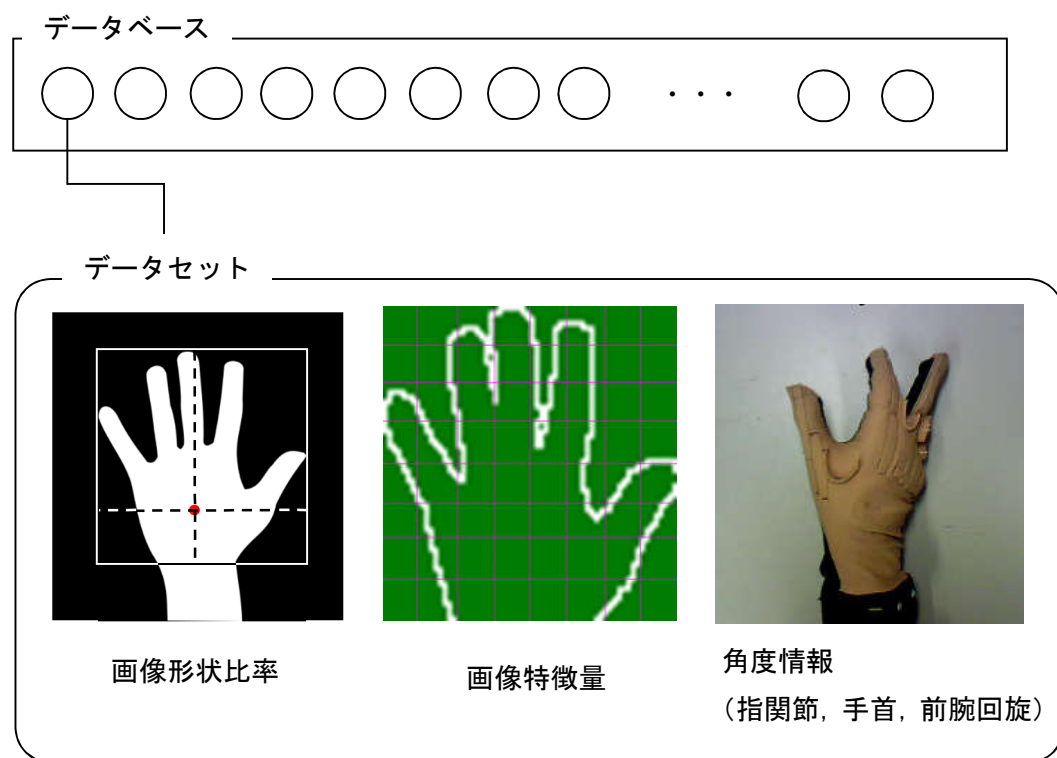 データベース
・・・
データセット
画像形状比率
画像特徴量
角度情報
（指関節, 手首, 前腕回旋）